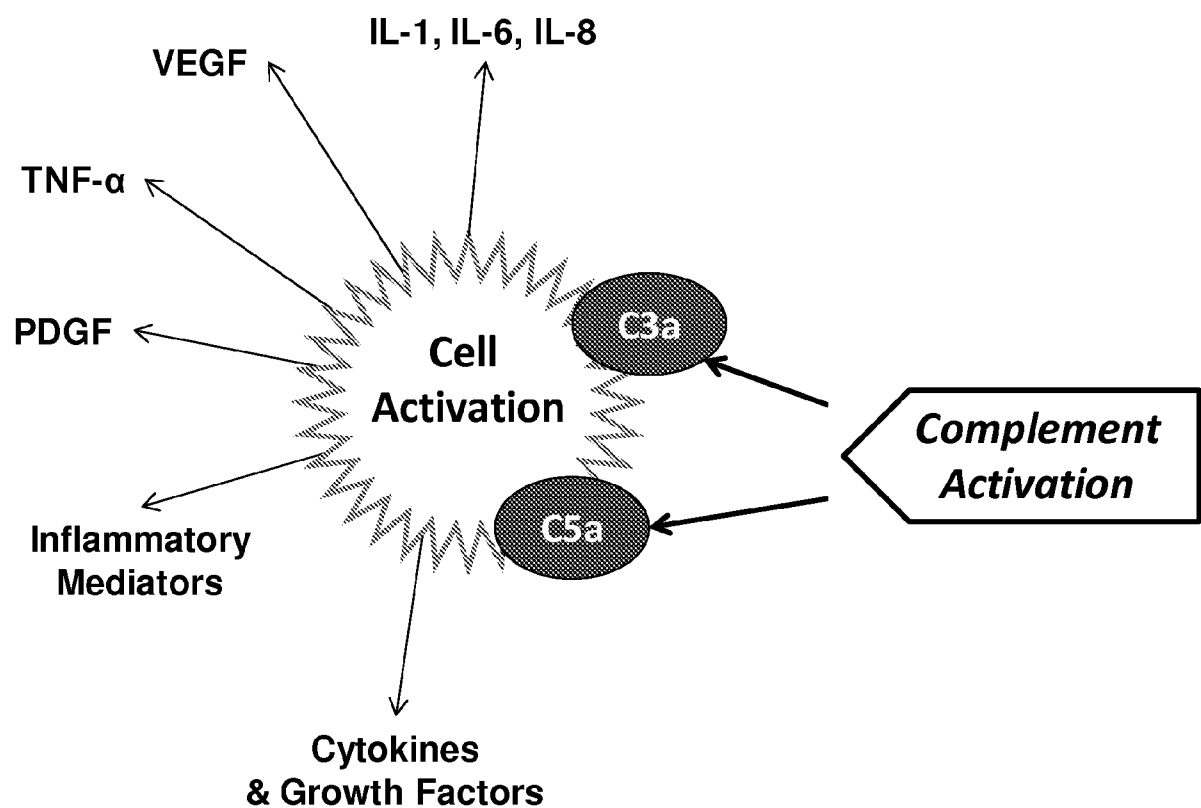 IL-1, IL-6, IL-8
VEGF
TNF-α
PDGF
C3a
Cell
Activation
Complement
Activation
C5a
Inflammatory
Mediators
Cytokines
& Growth Factors